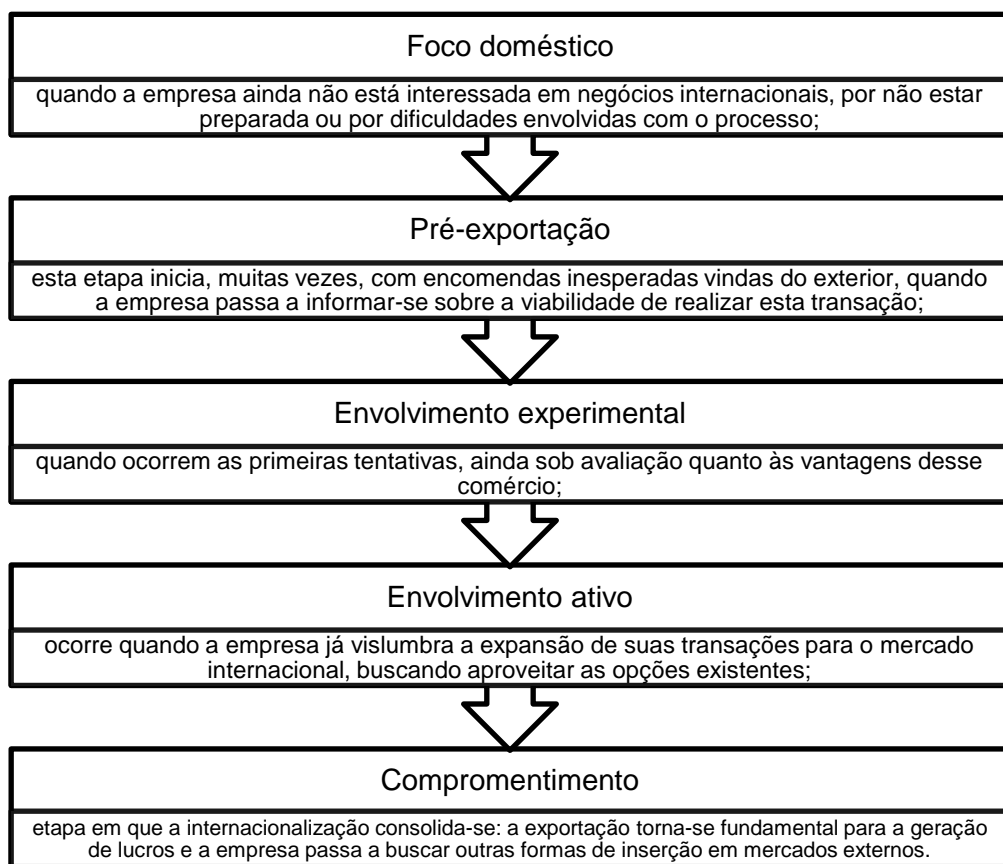 Foco doméstico
quando a empresa ainda não está interessada em negócios internacionais, por não estar
preparada ou por dificuldades envolvidas com o processo;
Pré-exportação
esta etapa inicia, muitas vezes, com encomendas inesperadas vindas do exterior, quando
a empresa passa a informar-se sobre a viabilidade de realizar esta transação;
Envolvimento experimental
quando ocorrem as primeiras tentativas, ainda sob avaliação quanto às vantagens desse
comércio;
Envolvimento ativo
ocorre quando a empresa já vislumbra a expansão de suas transações para o mercado
internacional, buscando aproveitar as opções existentes;
Compromentimento
etapa em que a internacionalização consolida-se: a exportação torna-se fundamental para a geração
de lucros e a empresa passa a buscar outras formas de inserção em mercados externos.